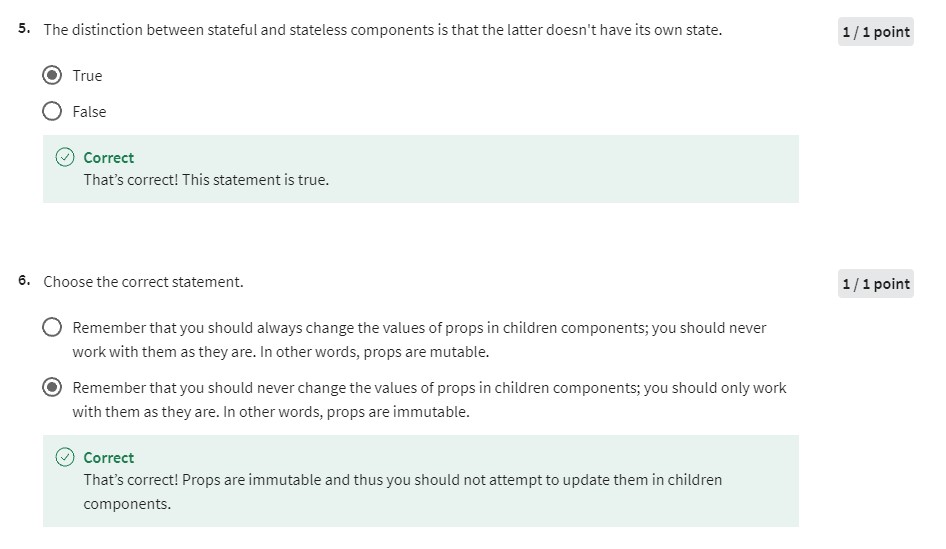 5. The distinction between stateful and stateless components is that the latter doesn't have its own state.
1 / 1 point
True
False
Correct
That's correct! This statement is true.
6. Choose the correct statement.
1 / 1 point
Remember that you should always change the values of props in children components; you should never
work with them as they are. In other words, props are mutable.
Remember that you should never change the values of props in children components; you should only work
with them as they are. In other words, props are immutable.
Correct
That's correct! Props are immutable and thus you should not attempt to update them in children
components.